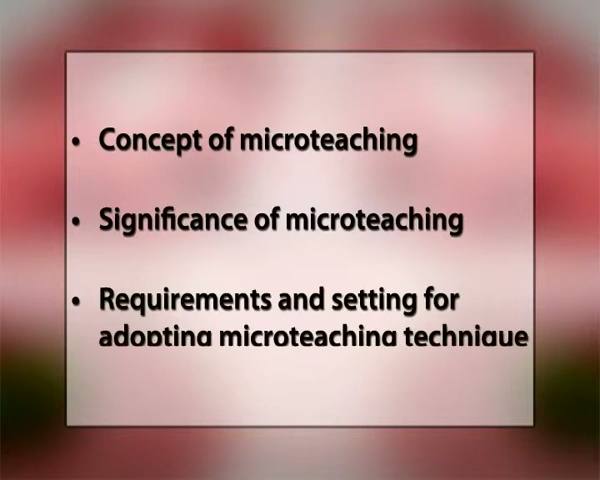 • Concept of microteaching
• Significance of microteaching
• Requirements and setting for
adopting microteaching technique